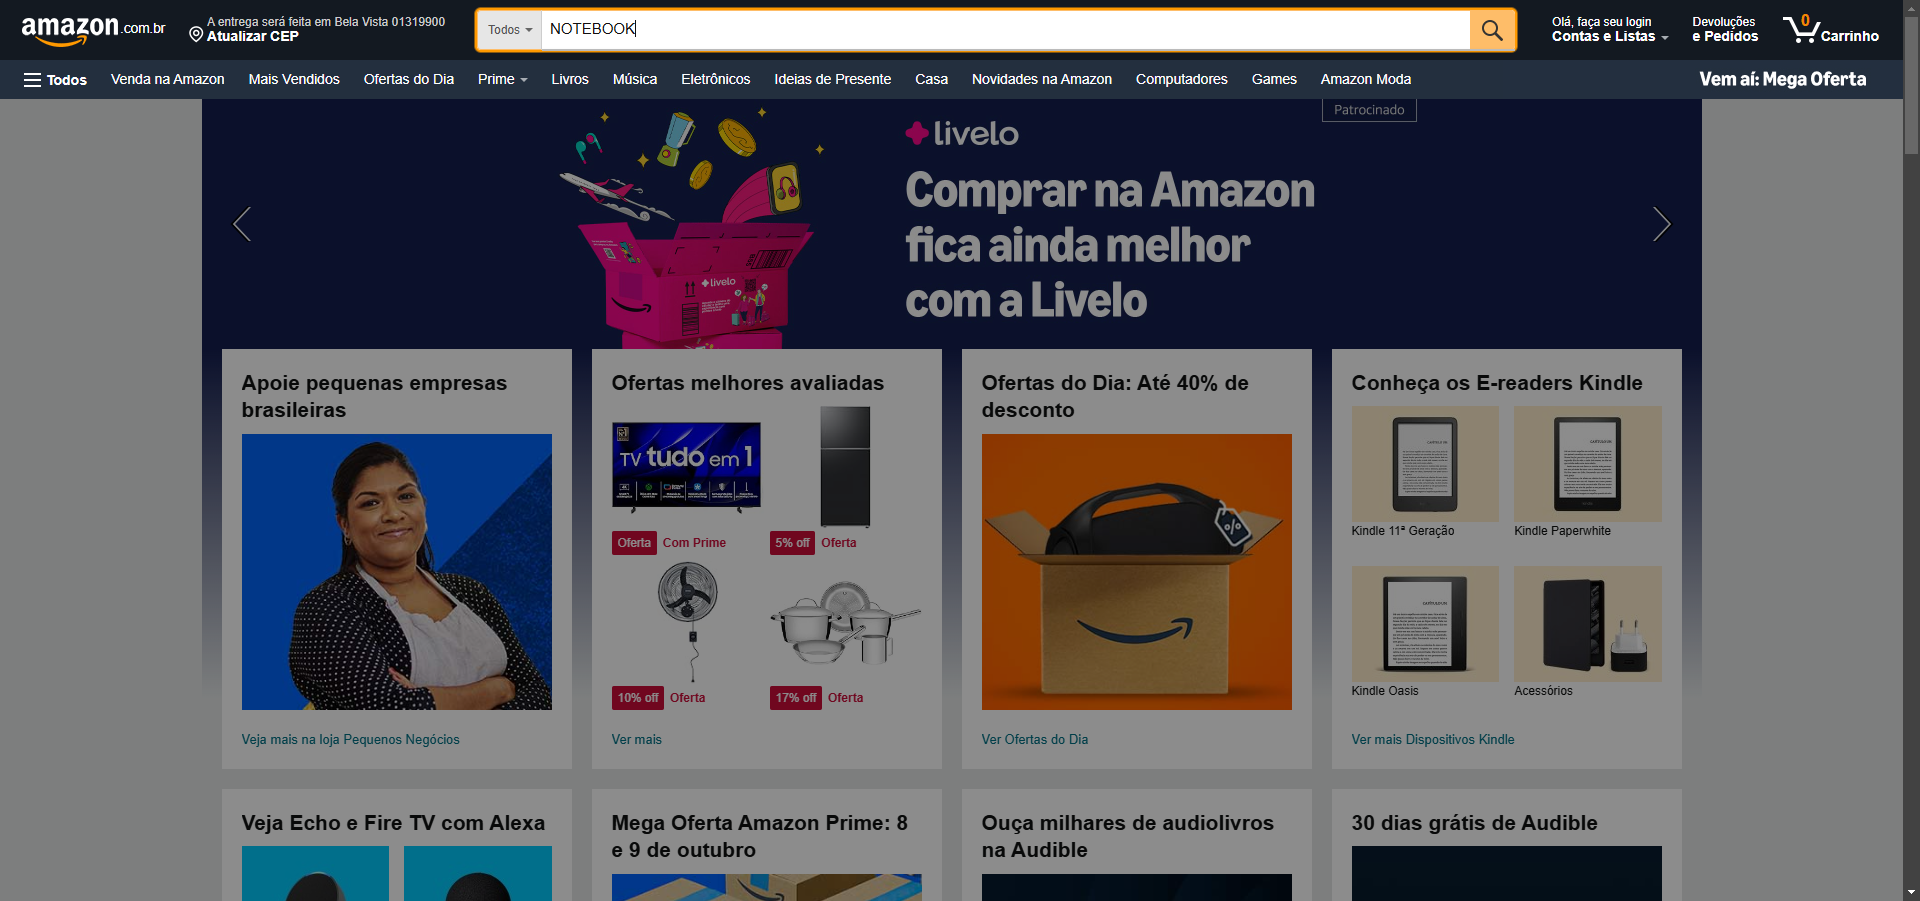 amazon.com.br
A entrega será feita em Bela Vista 01319900
Atualizar CEP
Todos
NOTEBOOK
Olá, faça seu login
Contas e Listas
Devoluções
e Pedidos
0
Carrinho
Todos
Venda na Amazon
Mais Vendidos
Ofertas do Dia
Prime
Livros
Música
Eletrônicos
Ideias de Presente
Casa
Novidades na Amazon
Computadores
Games
Amazon Moda
Vem aí: Mega Oferta
Patrocinado
livelo
Comprar na Amazon
fica ainda melhor
com a Livelo
livelo
Apoie pequenas empresas
brasileiras
Veja mais na loja Pequenos Negócios
Ofertas melhores avaliadas
TV tudo em 1
Oferta Com Prime
5% off Oferta
10% off Oferta
17% off Oferta
Ver mais
Ofertas do Dia: Até 40% de
desconto
%
Ver Ofertas do Dia
Conheça os E-readers Kindle
Kindle 11ª Geração
Kindle Paperwhite
Kindle Oasis
Acessórios
Ver mais Dispositivos Kindle
Veja Echo e Fire TV com Alexa
Mega Oferta Amazon Prime: 8
e 9 de outubro
Ouça milhares de audiolivros
na Audible
30 dias grátis de Audible